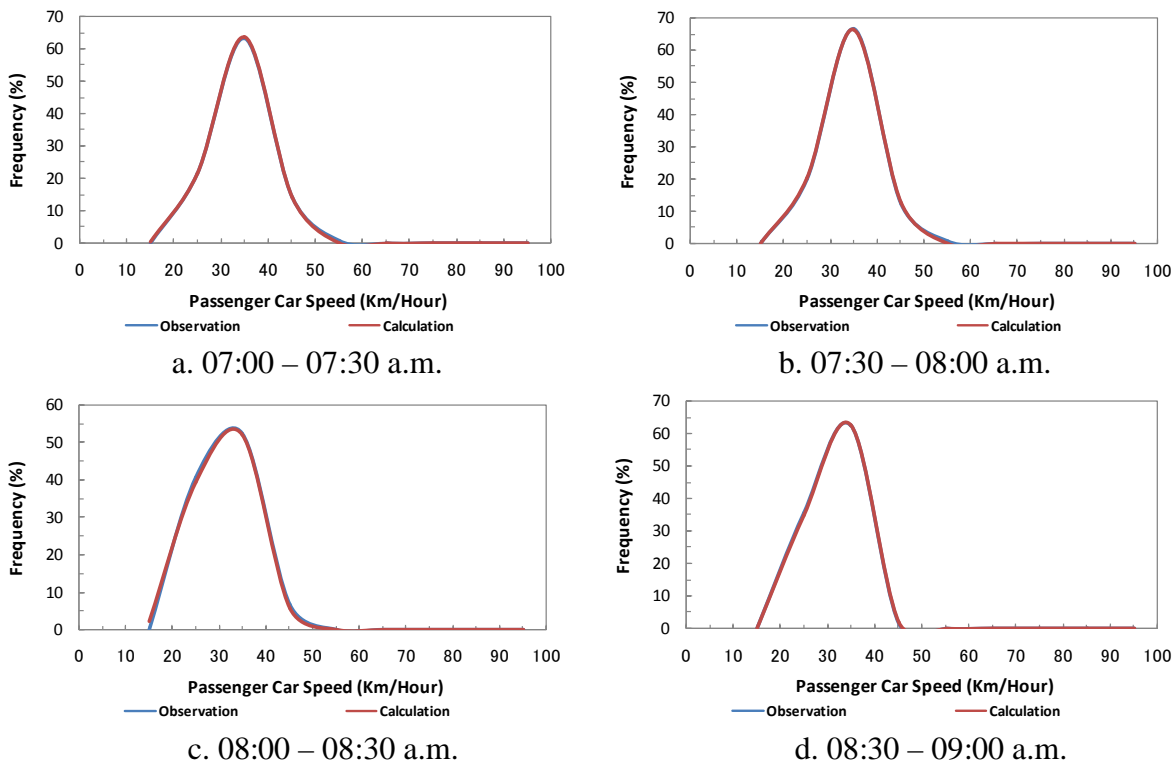 70
60
50
40
30
20
10
0
Frequency (%)
0 10 20 30 40 50 60 70 80 90 100
Passenger Car Speed (Km/Hour)
Observation Calculation
a. 07:00 – 07:30 a.m.
70
60
50
40
30
20
10
0
Frequency (%)
0 10 20 30 40 50 60 70 80 90 100
Passenger Car Speed (Km/Hour)
Observation Calculation
b. 07:30 – 08:00 a.m.
60
50
40
30
20
10
0
Frequency (%)
0 10 20 30 40 50 60 70 80 90 100
Passenger Car Speed (Km/Hour)
Observation Calculation
c. 08:00 – 08:30 a.m.
70
60
50
40
30
20
10
0
Frequency (%)
0 10 20 30 40 50 60 70 80 90 100
Passenger Car Speed (Km/Hour)
Observation Calculation
d. 08:30 – 09:00 a.m.